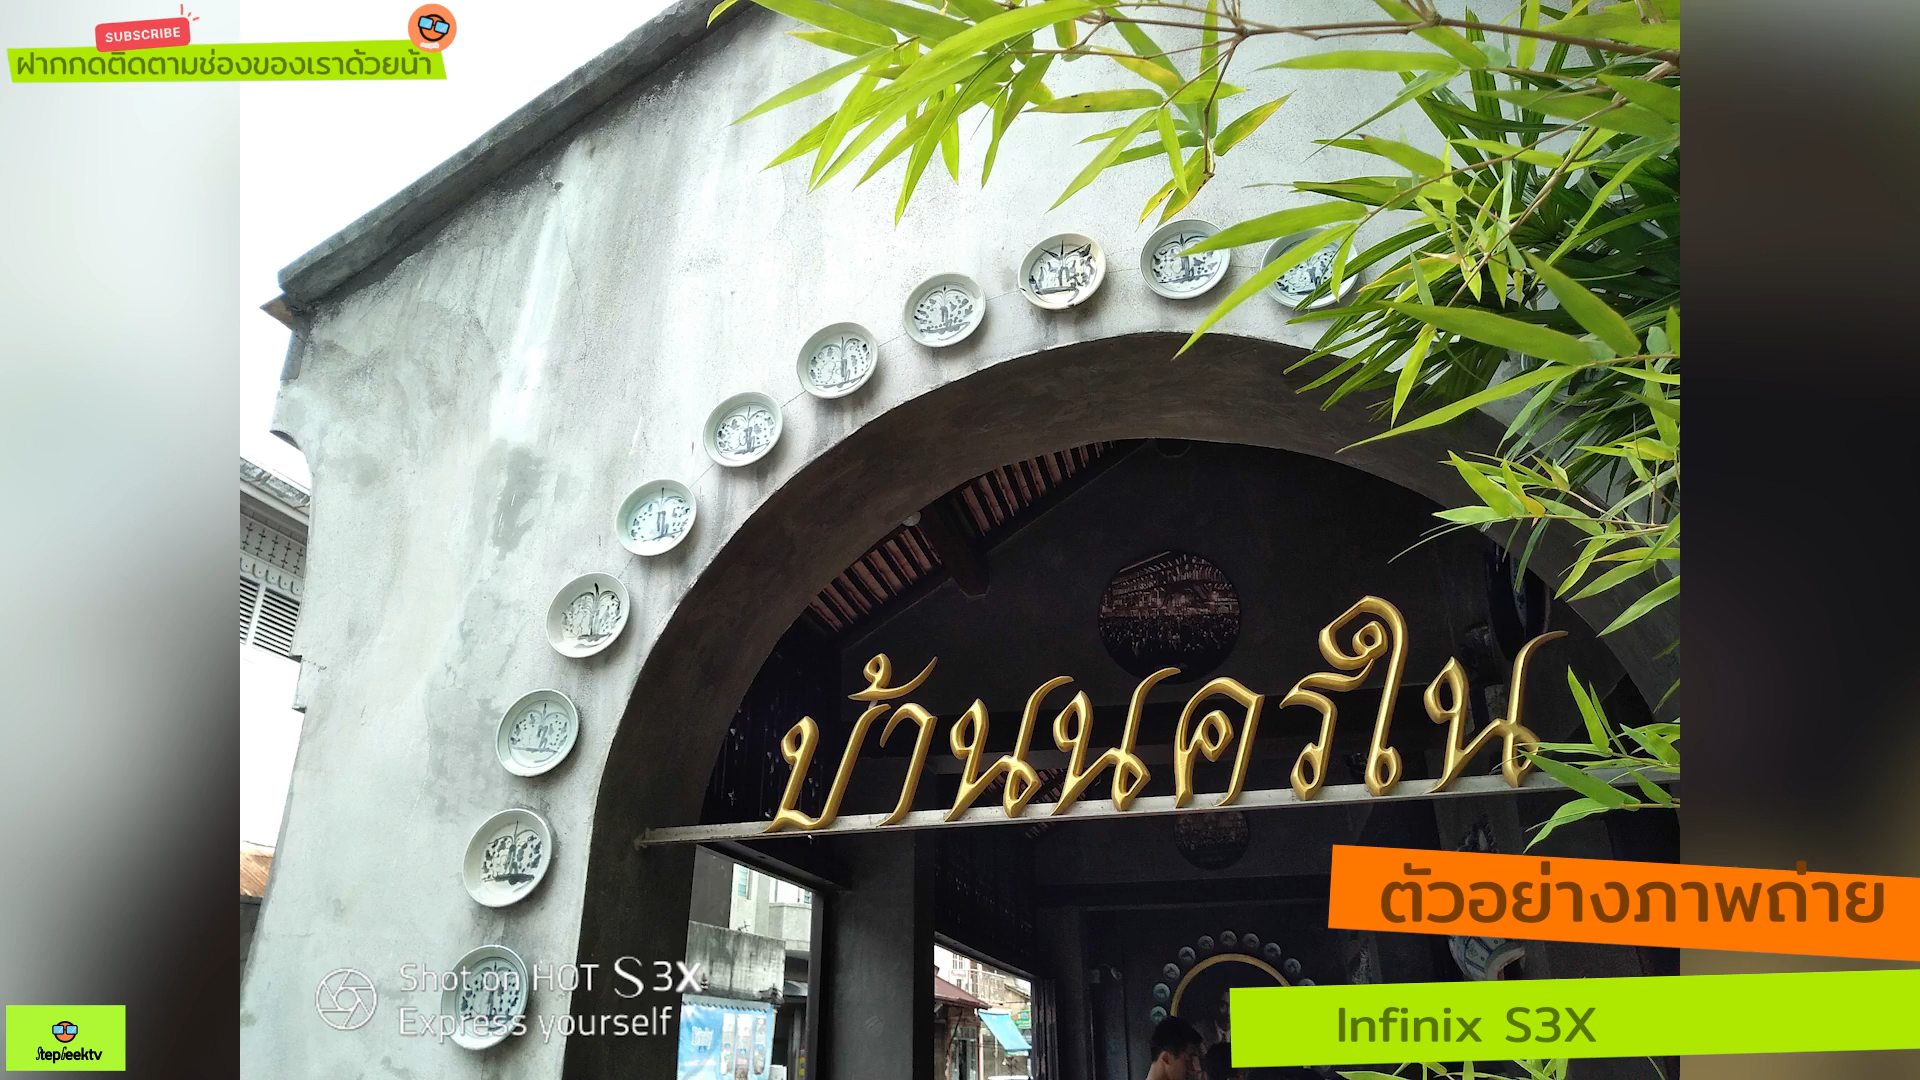 SUBSCRIBE
ฝากกดติดตามช่องของเราด้วยน้า
บ้านนครใน
ตัวอย่างภาพถ่าย
Shot on HOT S3X
Express yourself
Infinix S3X
StepGeektv